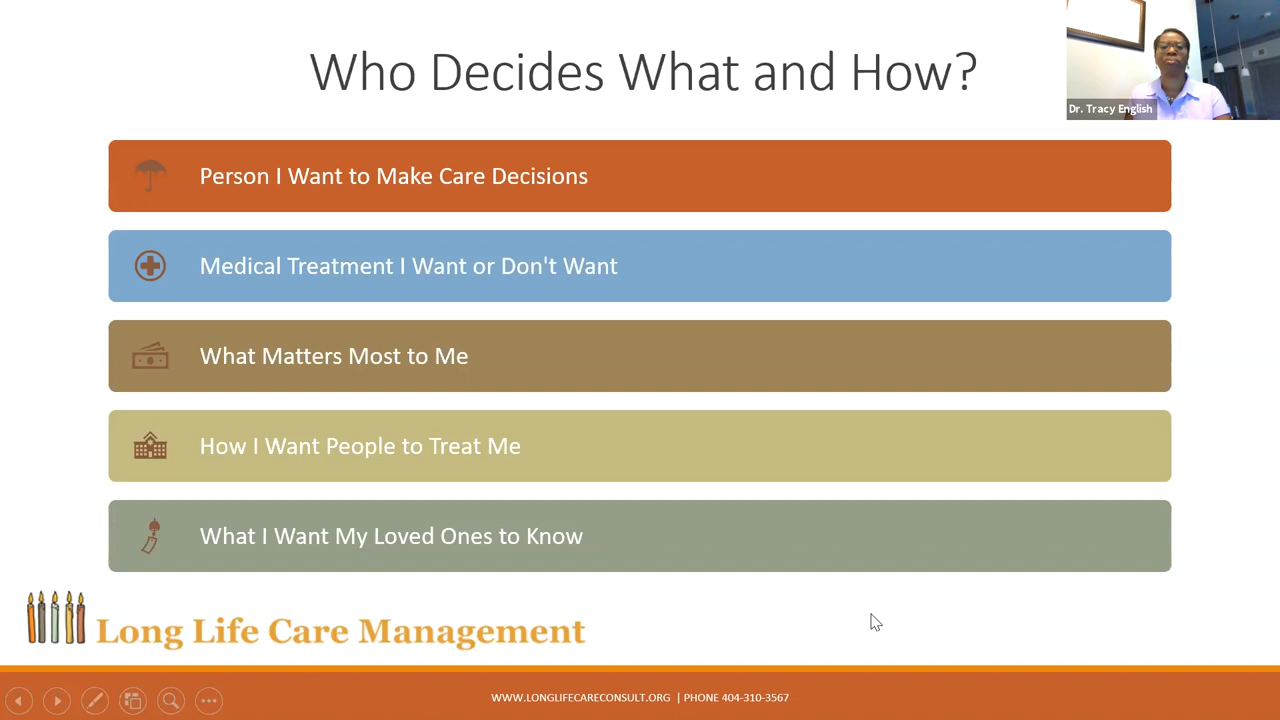 Who Decides What and How?
Dr. Tracy English
Person I Want to Make Care Decisions
Medical Treatment I Want or Don't Want
What Matters Most to Me
How I Want People to Treat Me
What I Want My Loved Ones to Know
Long Life Care Management
WWW.LONGLIFECARECONSULT.ORG | PHONE 404-310-3567